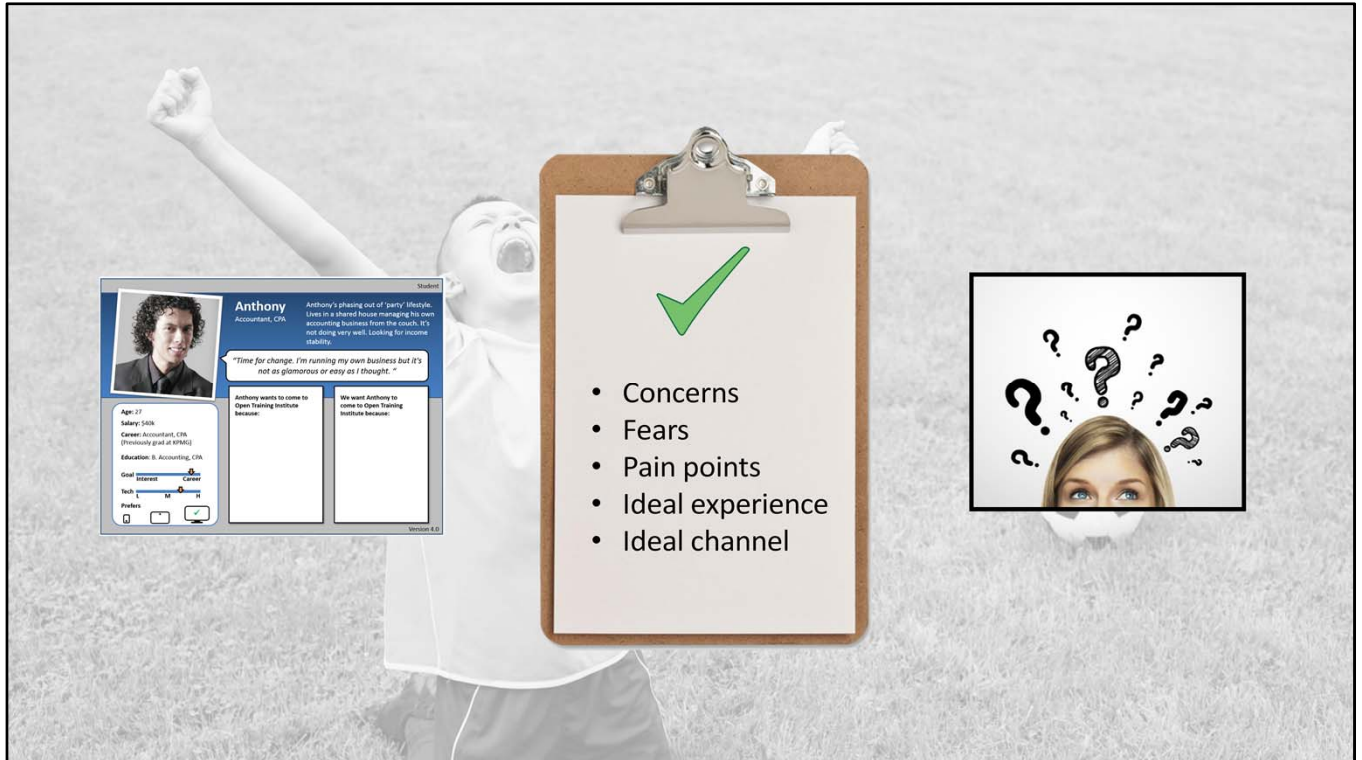 Student
Anthony
Accountant, CPA
Anthony's phasing out of 'party' lifestyle.
Lives in a shared house managing his own
accounting business from the couch. It's
not doing very well. Looking for income
stability.
"Time for change. I'm running my own business but it's
not as glamorous or easy as I thought. "
Age: 27
Salary: $40k
Career: Accountant, CPA
(Previously grad at KPMG)
Education: B. Accounting, CPA
Goal
Interest Career
Tech
L M H
Prefers
Anthony wants to come to
Open Training Institute
because:
We want Anthony to
come to Open Training
Institute because:
Version 4.0
• Concerns
• Fears
• Pain points
• Ideal experience
• Ideal channel
? ? ? ? ? ? ? ? ? ? ? ?